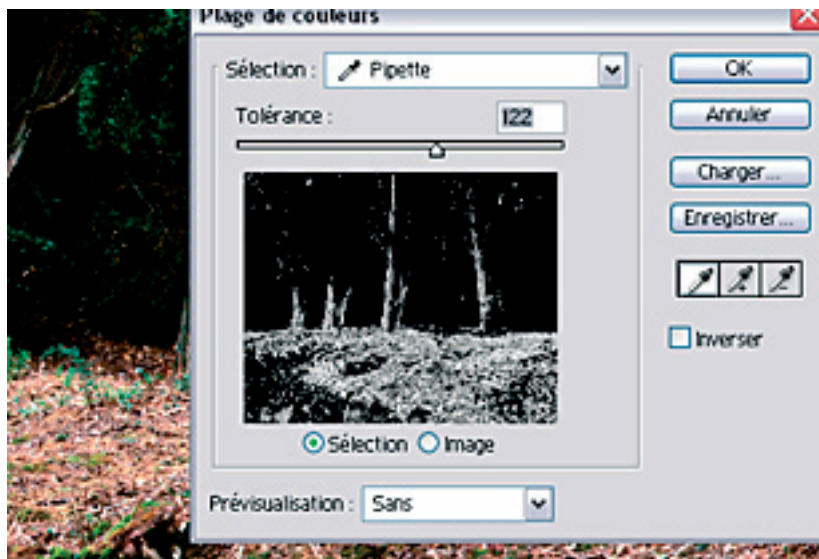 Plage de couleurs
Sélection : Pipette
Tolérance : 122
OK
Annuler
Charger...
Enregistrer...
Inverser
Sélection Image
Prévisualisation : Sans